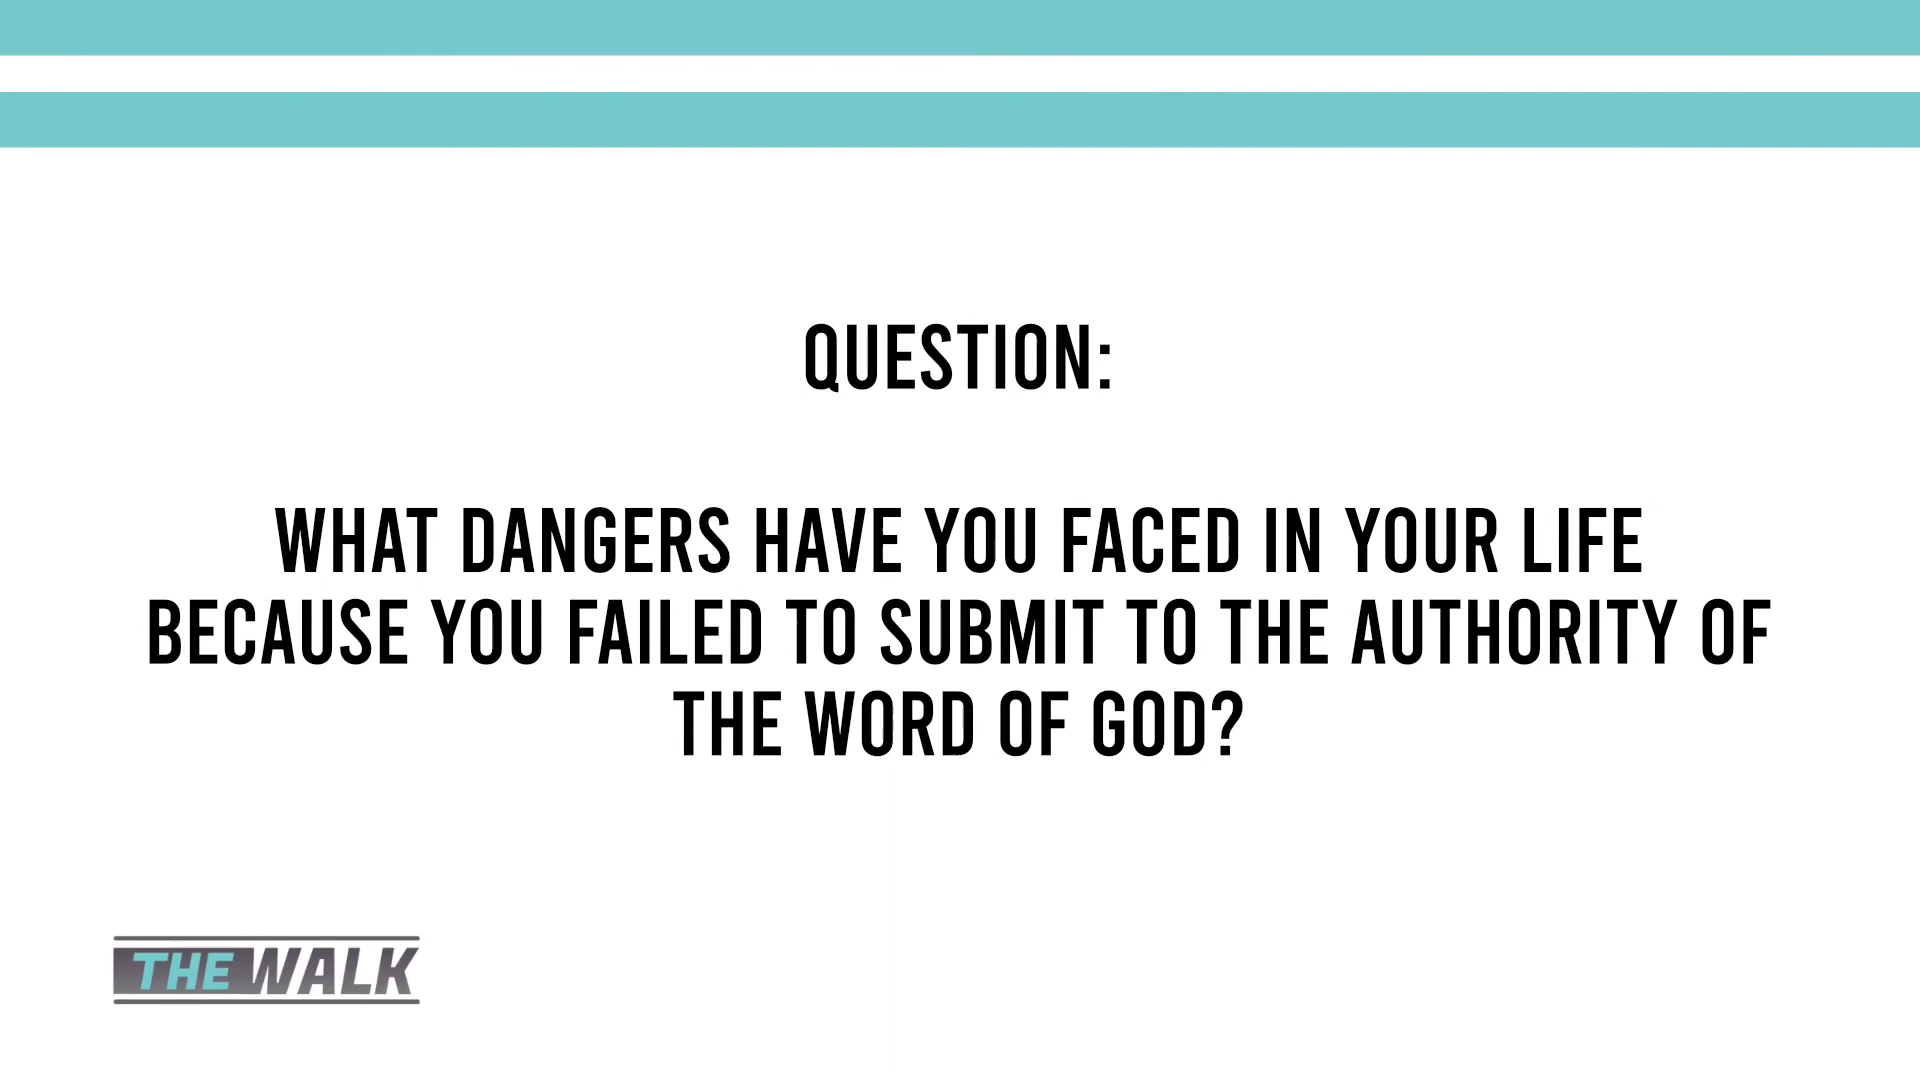 QUESTION:
WHAT DANGERS HAVE YOU FACED IN YOUR LIFE
BECAUSE YOU FAILED TO SUBMIT TO THE AUTHORITY OF
THE WORD OF GOD?
THE WALK